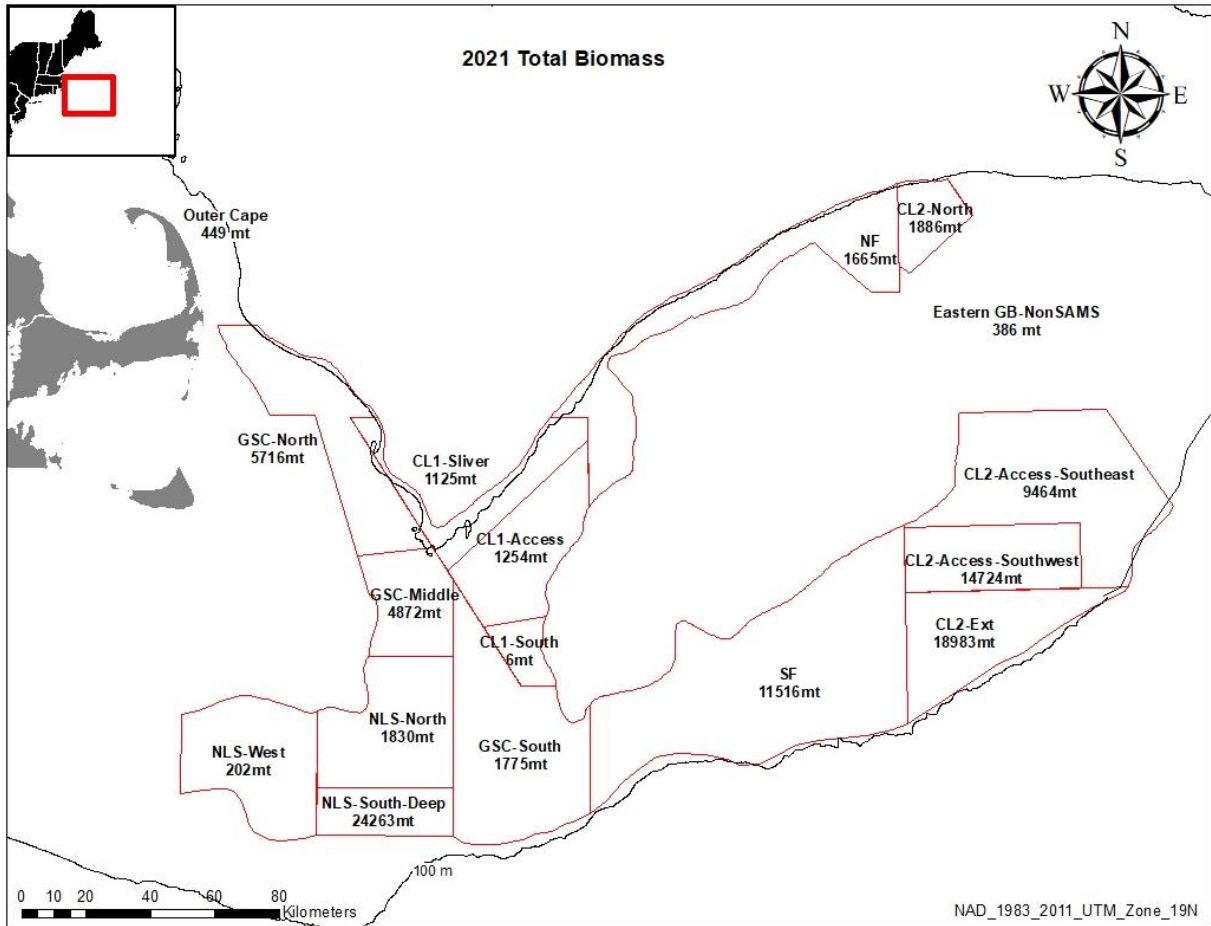 2021 Total Biomass
N
W
E
S
Outer Cape
449 mt
CL2-North
1886mt
NF
1665mt
Eastern GB-NonSAMS
386 mt
GSC-North
5716mt
CL1-Sliver
1125mt
CL2-Access-Southeast
9464mt
CL1-Access
1254mt
CL2-Access-Southwest
14724mt
GSC-Middle
4872mt
CL2-Ext
18983mt
CL1-South
6mt
SF
11516mt
NLS-North
1830mt
GSC-South
1775mt
NLS-West
202mt
NLS-South-Deep
24263mt
100 m
0 10 20 40 60 80
Kilometers
NAD_1983_2011_UTM_Zone_19N